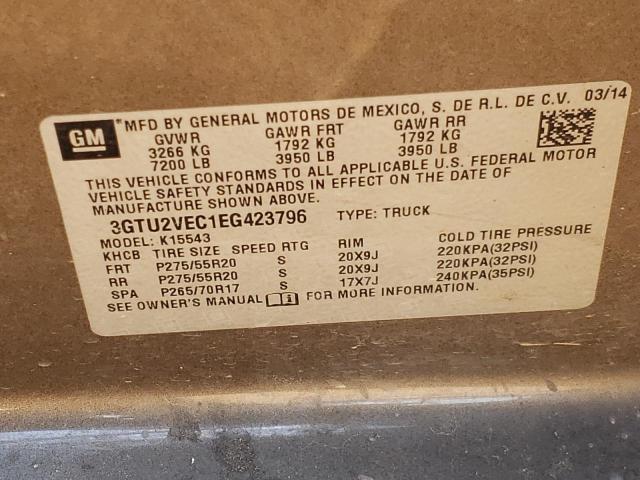 GM
MFD BY GENERAL MOTORS DE MEXICO, S. DE R.L. DE C.V. 03/14
GVWR GAWR FRT GAWR RR
3266 KG 1792 KG 1792 KG
7200 LB 3950 LB 3950 LB
THIS VEHICLE CONFORMS TO ALL APPLICABLE U.S. FEDERAL MOTOR
VEHICLE SAFETY STANDARDS IN EFFECT ON THE DATE OF
MANUFACTURE SHOWN ABOVE.
3GTU2VEC1EG423796 TYPE: TRUCK
MODEL: K15543
KHCB TIRE SIZE SPEED RTG RIM COLD TIRE PRESSURE
FRT P275/55R20 S 20X9J 220KPA(32PSI)
RR P275/55R20 S 20X9J 220KPA(32PSI)
SPA P265/70R17 S 17X7J 240KPA(35PSI)
SEE OWNER'S MANUAL FOR MORE INFORMATION.